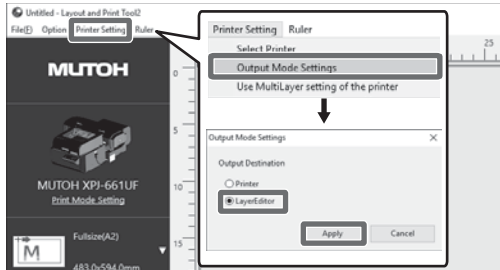 Untitled - Layout and Print Tool2
File(F) Option Printer Setting Ruler
MUTOH
MUTOH XPJ-661UF
Print Mode Setting
Fullsize(A2)
483.0x594.0mm
M
0
5
10
15
25
Printer Setting Ruler
Select Printer
Output Mode Settings
Use MultiLayer setting of the printer
Output Mode Settings
Output Destination
Printer
LayerEditor
Apply Cancel